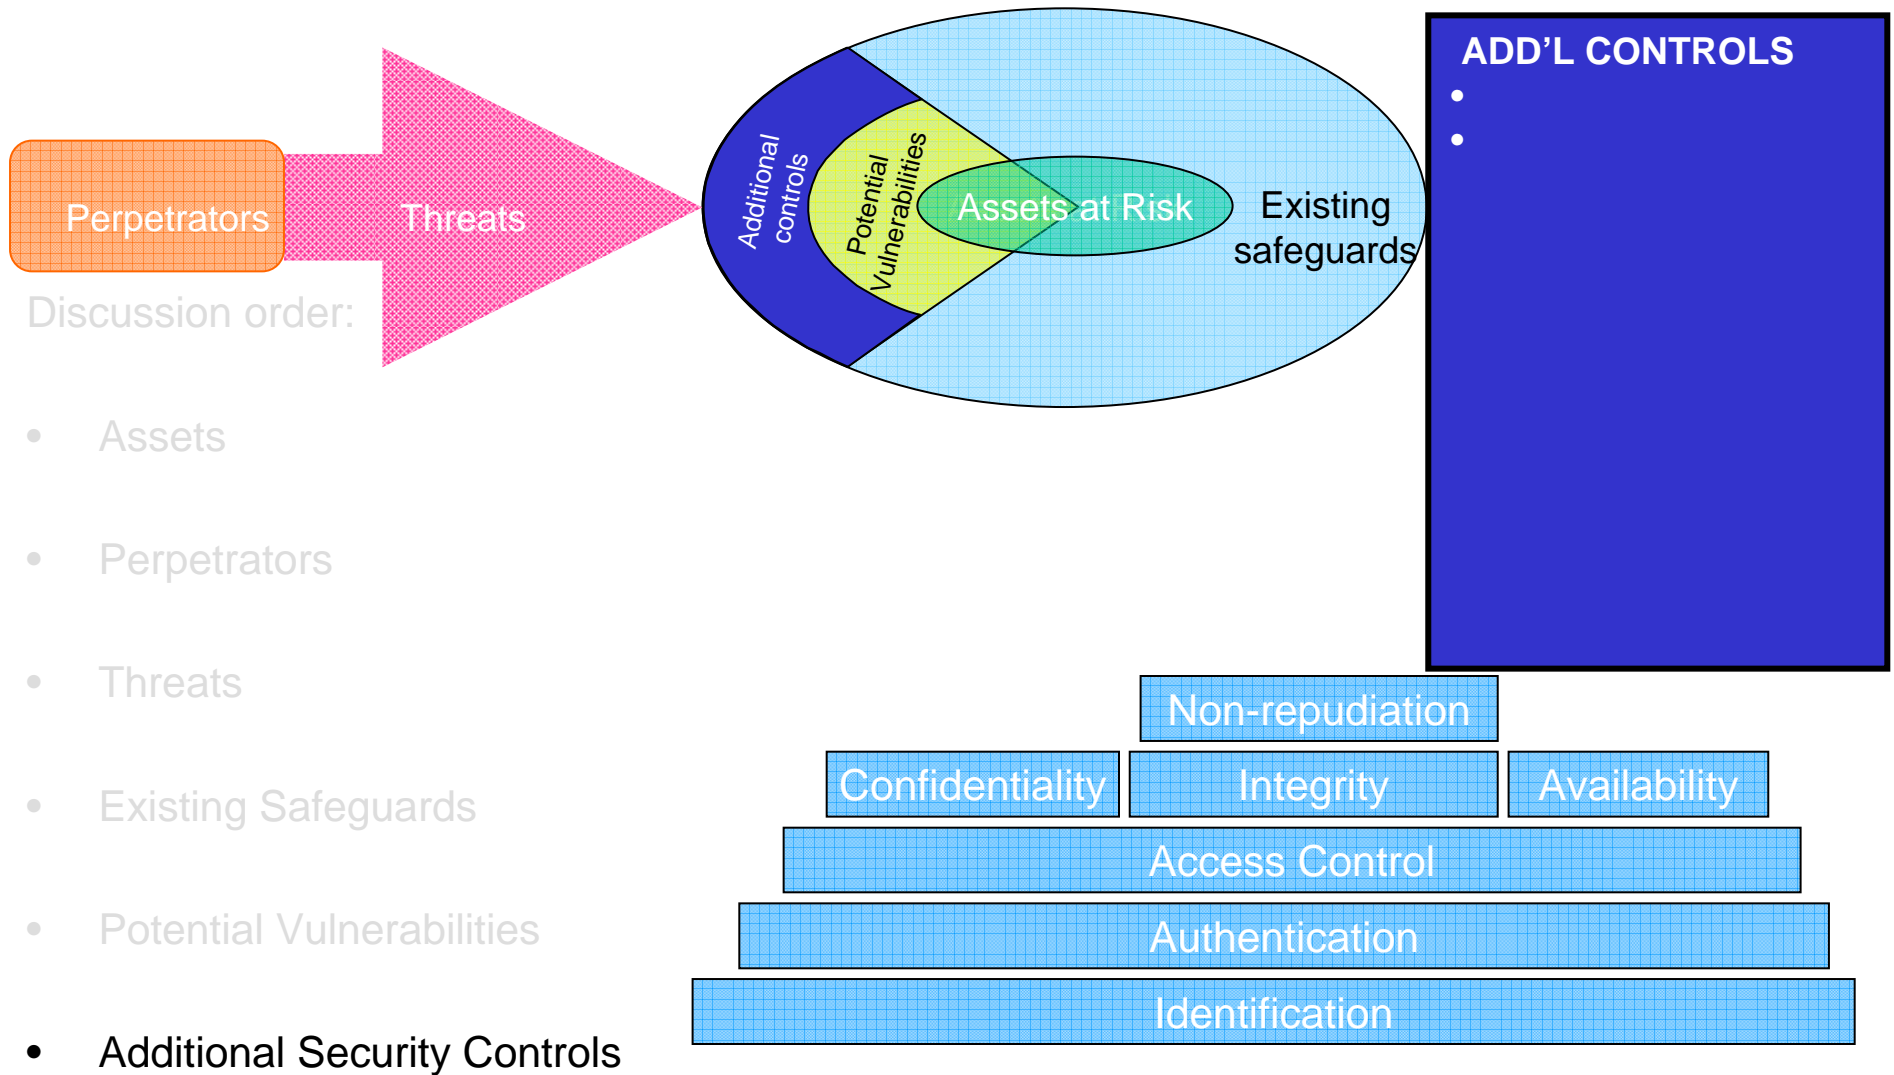 Perpetrators
Threats
Additional
controls
Potential
Vulnerabilities
Assets at Risk
Existing
safeguards
ADD’L CONTROLS
•
•
Discussion order:
• Assets
• Perpetrators
• Threats
• Existing Safeguards
• Potential Vulnerabilities
• Additional Security Controls
Non-repudiation
Confidentiality
Integrity
Availability
Access Control
Authentication
Identification